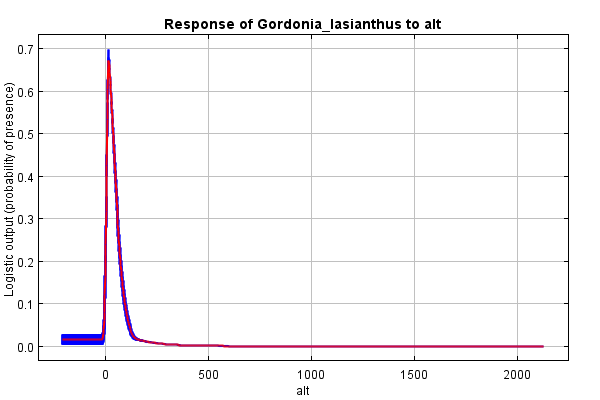 Response of Gordonia_lasianthus to alt
Logistic output (probability of presence)
0.7
0.6
0.5
0.4
0.3
0.2
0.1
0.0
0 500 1000 1500 2000
alt